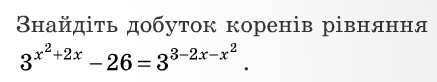 Знайдіть добуток коренів рівняння
3^{x^2+2x} − 26 = 3^{3−2x−x^2} .